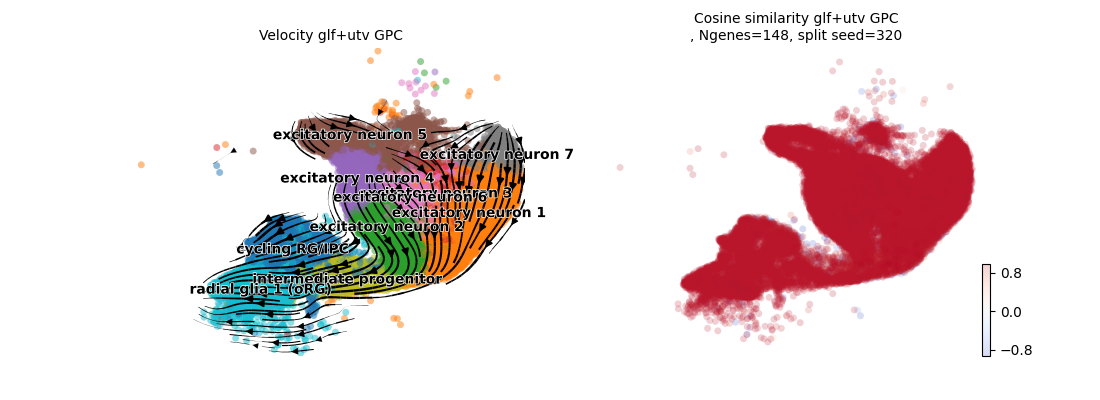 Velocity glf+utv GPC
excitatory neuron 5
excitatory neuron 7
excitatory neuron 4
excitatory neuron 3
excitatory neuron 6
excitatory neuron 1
excitatory neuron 2
cycling RG/IPC
intermediate progenitor
radial glia 1 (oRG)
Cosine similarity glf+utv GPC
, Ngenes=148, split seed=320
0.8
0.0
−0.8